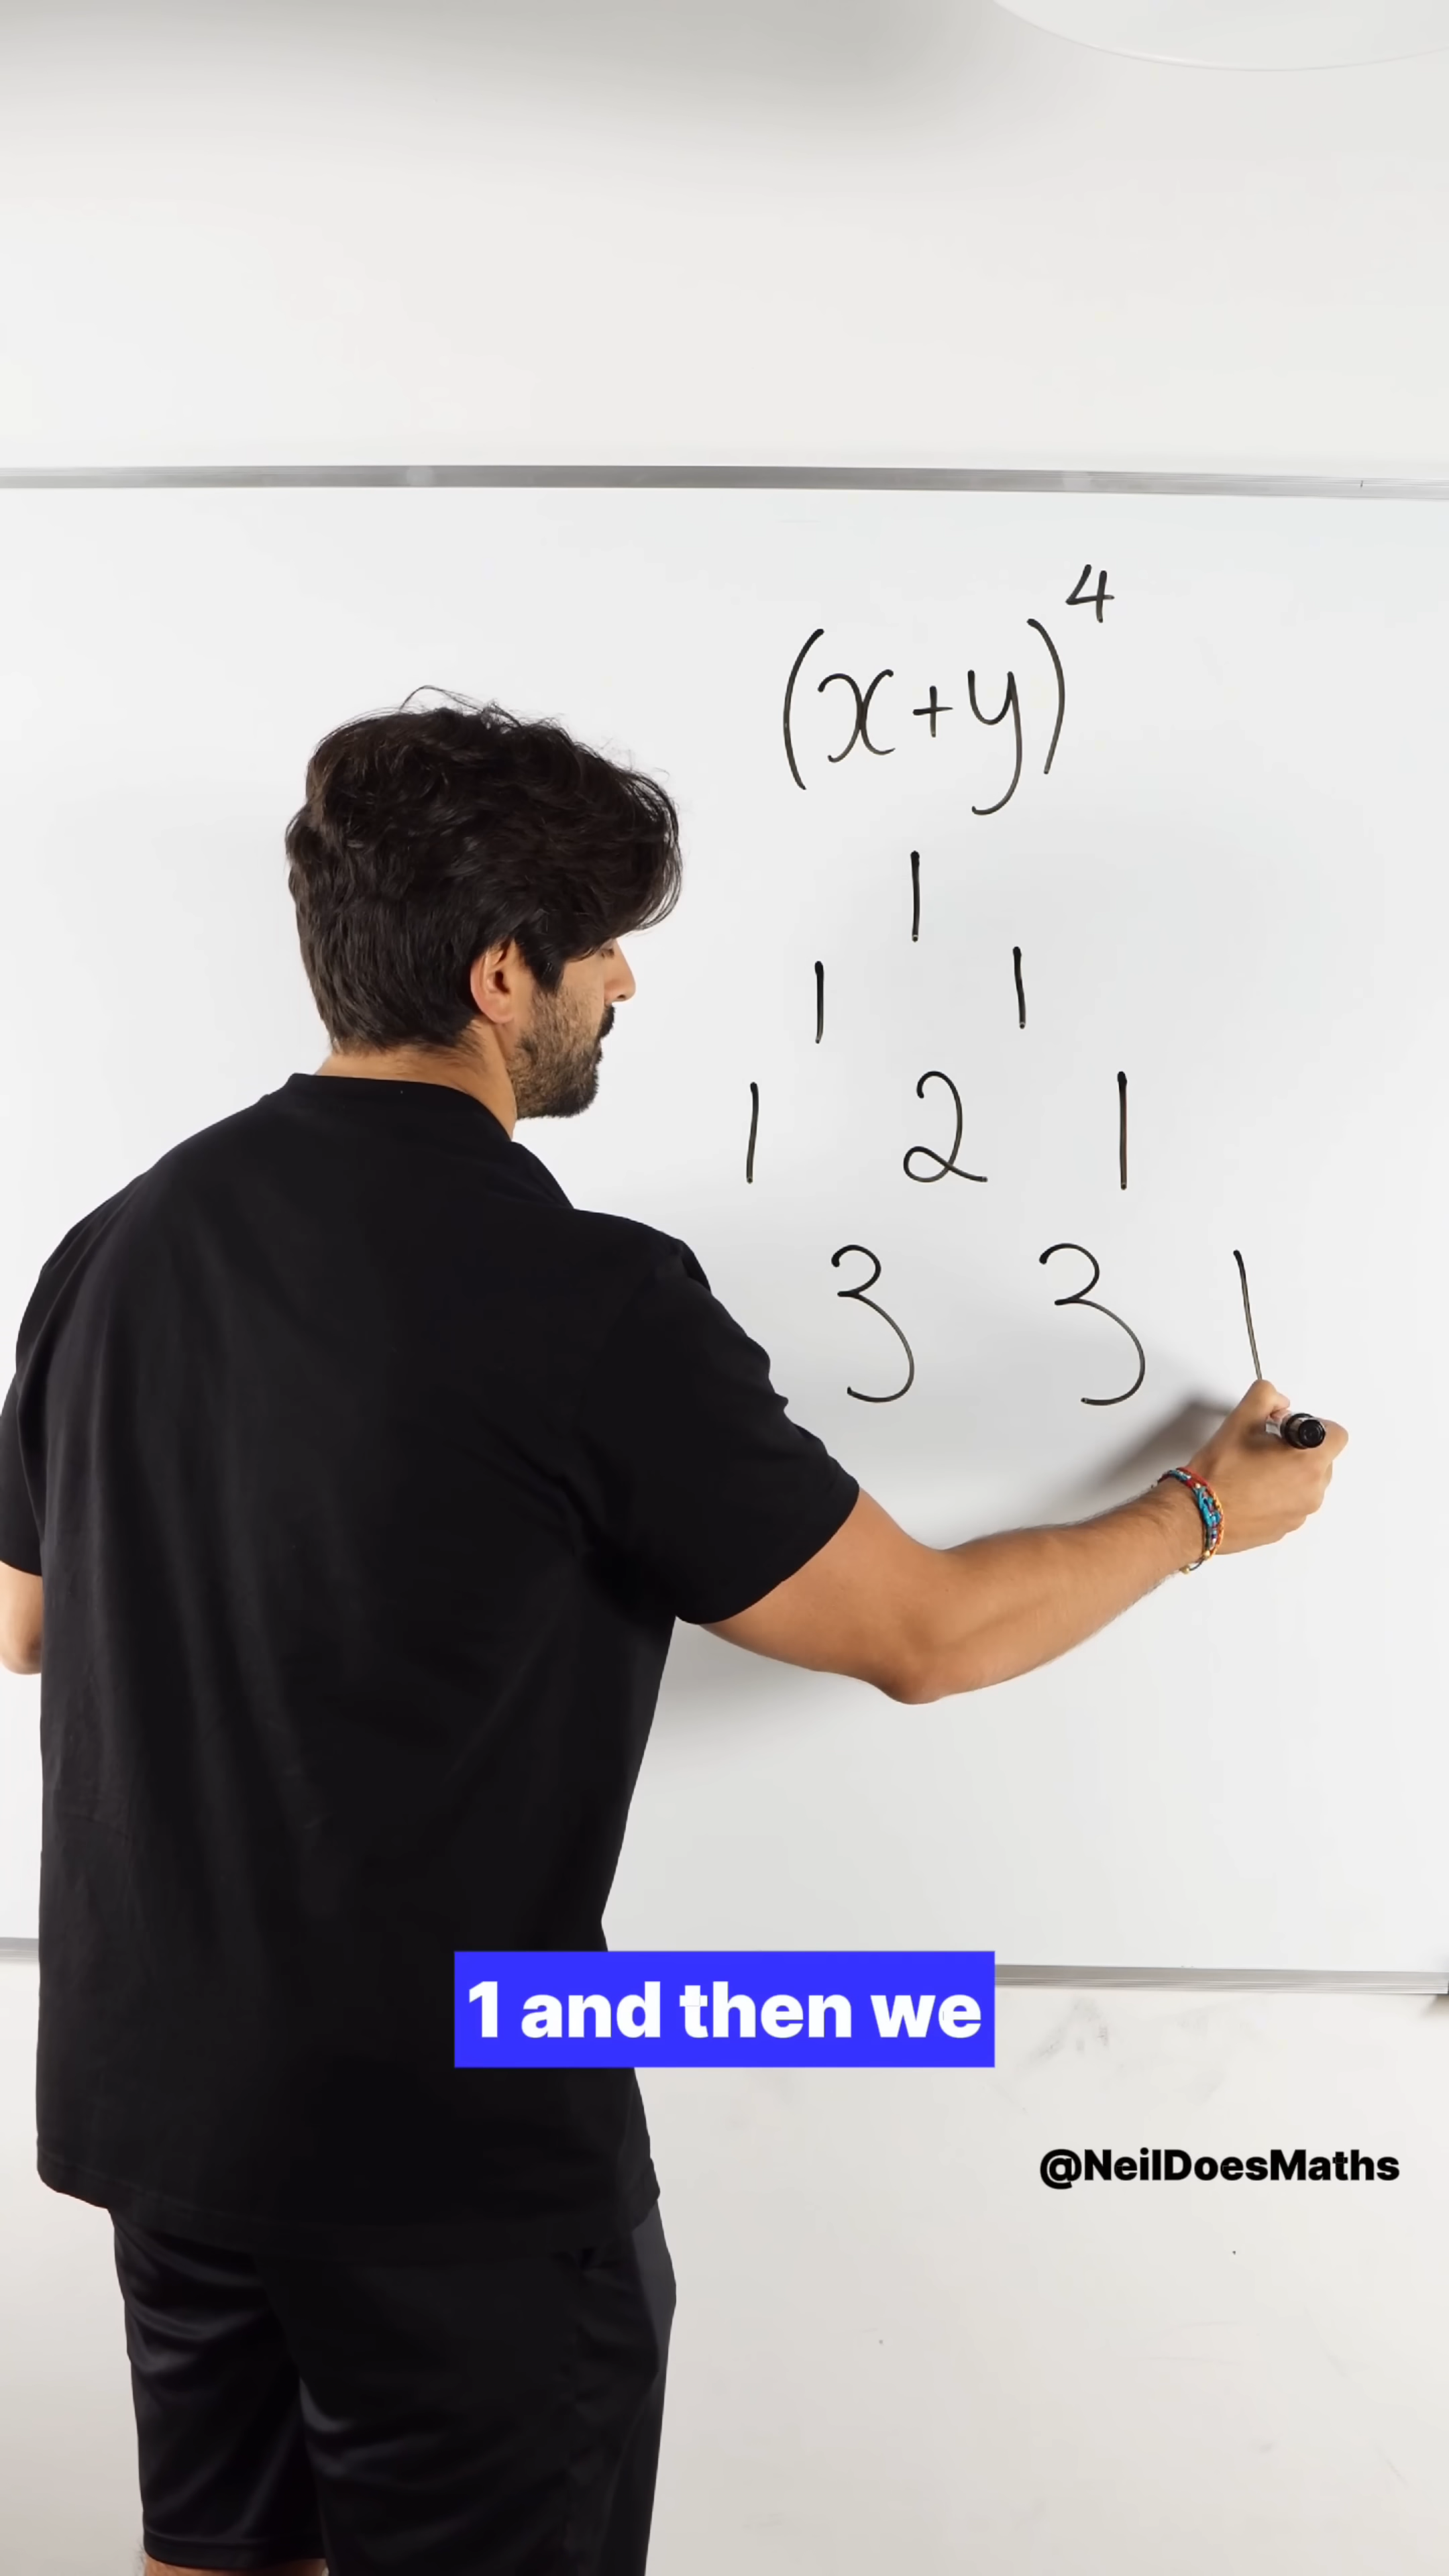 (x+y)⁴
1
1 1
1 2 1
3 3 1
1 and then we
@NeilDoesMaths